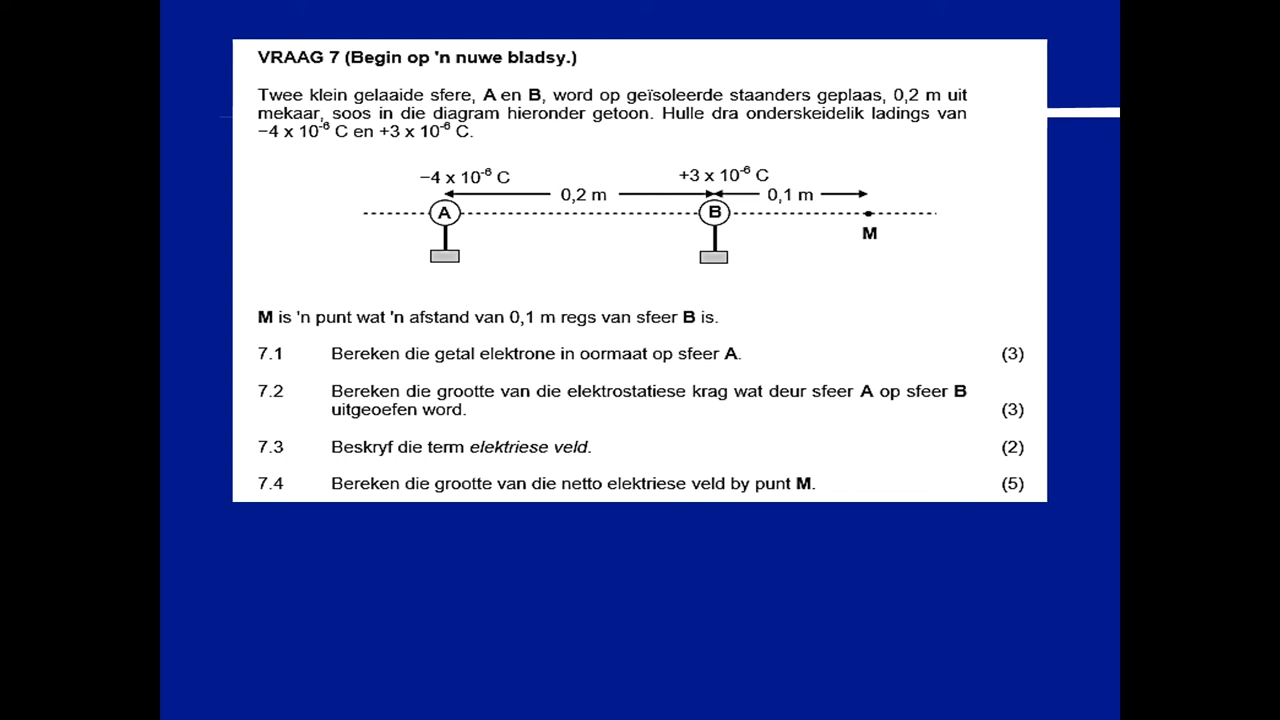 VRAAG 7 (Begin op 'n nuwe bladsy.)
Twee klein gelaaide sfere, A en B, word op geïsoleerde staanders geplaas, 0,2 m uit
mekaar, soos in die diagram hieronder getoon. Hulle dra onderskeidelik ladings van
−4 x 10⁻⁶ C en +3 x 10⁻⁶ C.
−4 x 10⁻⁶ C +3 x 10⁻⁶ C
0,2 m 0,1 m
A B
M
M is 'n punt wat 'n afstand van 0,1 m regs van sfeer B is.
7.1 Bereken die getal elektrone in oormaat op sfeer A. (3)
7.2 Bereken die grootte van die elektrostatiese krag wat deur sfeer A op sfeer B
uitgeoefen word. (3)
7.3 Beskryf die term elektriese veld. (2)
7.4 Bereken die grootte van die netto elektriese veld by punt M. (5)